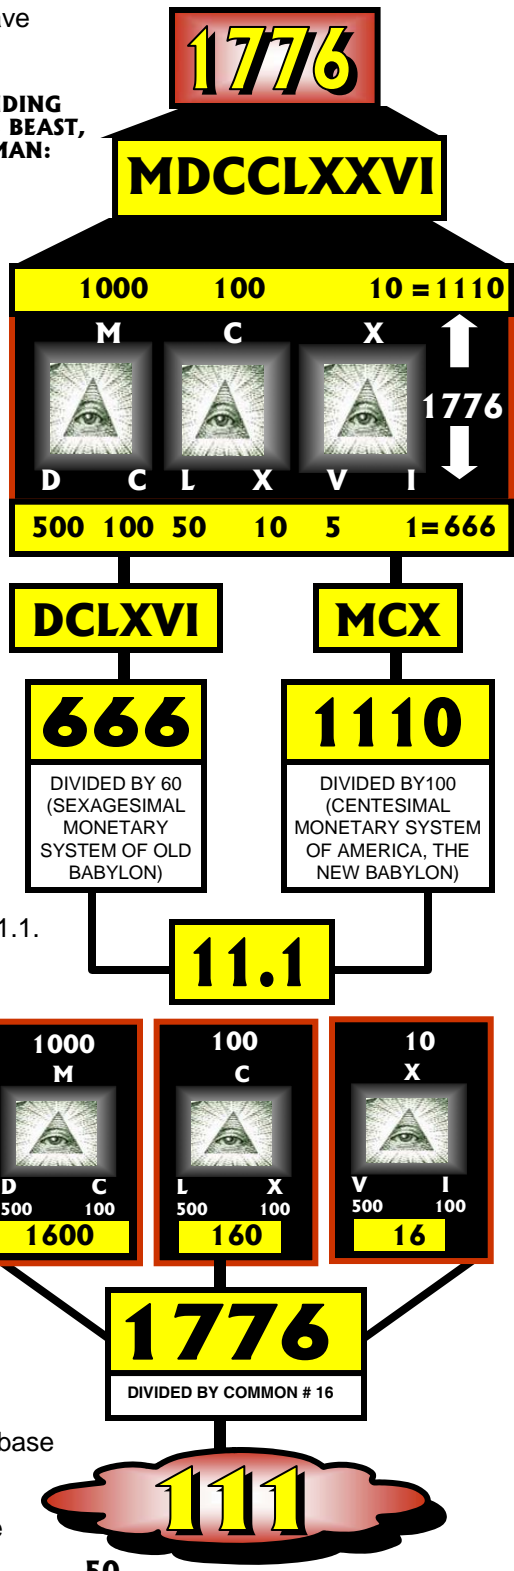 ave
1776
IDING
BEAST,
MAN:
MDCCLXXVI
1000 100 10 = 1110
M C X
1776
D C L X V I
500 100 50 10 5 1= 666
DCLXVI MCX
666 1110
DIVIDED BY 60
(SEXAGESIMAL
MONETARY
SYSTEM OF OLD
BABYLON)
DIVIDED BY100
(CENTESIMAL
MONETARY SYSTEM
OF AMERICA, THE
NEW BABYLON)
1.1.
11.1
1000 100 10
M C X
D C L X V I
500 100 500 100 500 100
1600 160 16
1776
DIVIDED BY COMMON # 16
base
111
e
50